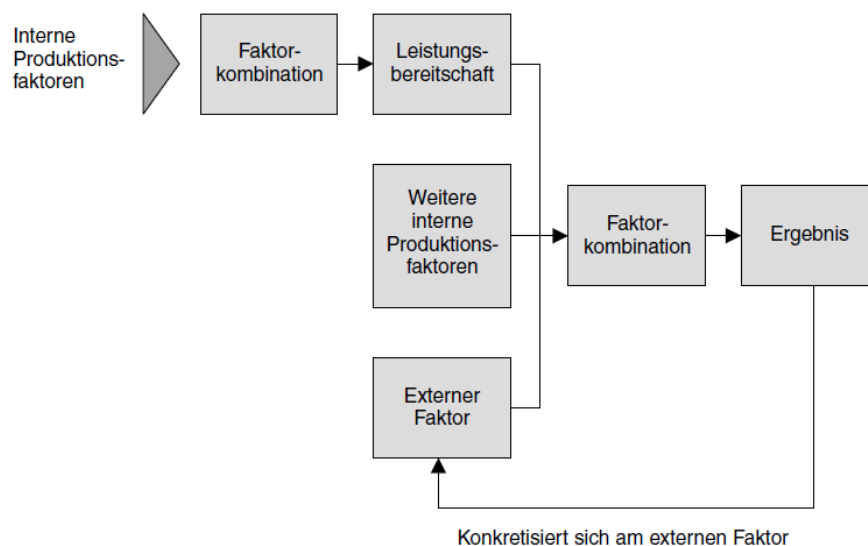 Interne
Produktions-
faktoren
Faktor-
kombination
Leistungs-
bereitschaft
Weitere
interne
Produktions-
faktoren
Faktor-
kombination
Ergebnis
Externer
Faktor
Konkretisiert sich am externen Faktor